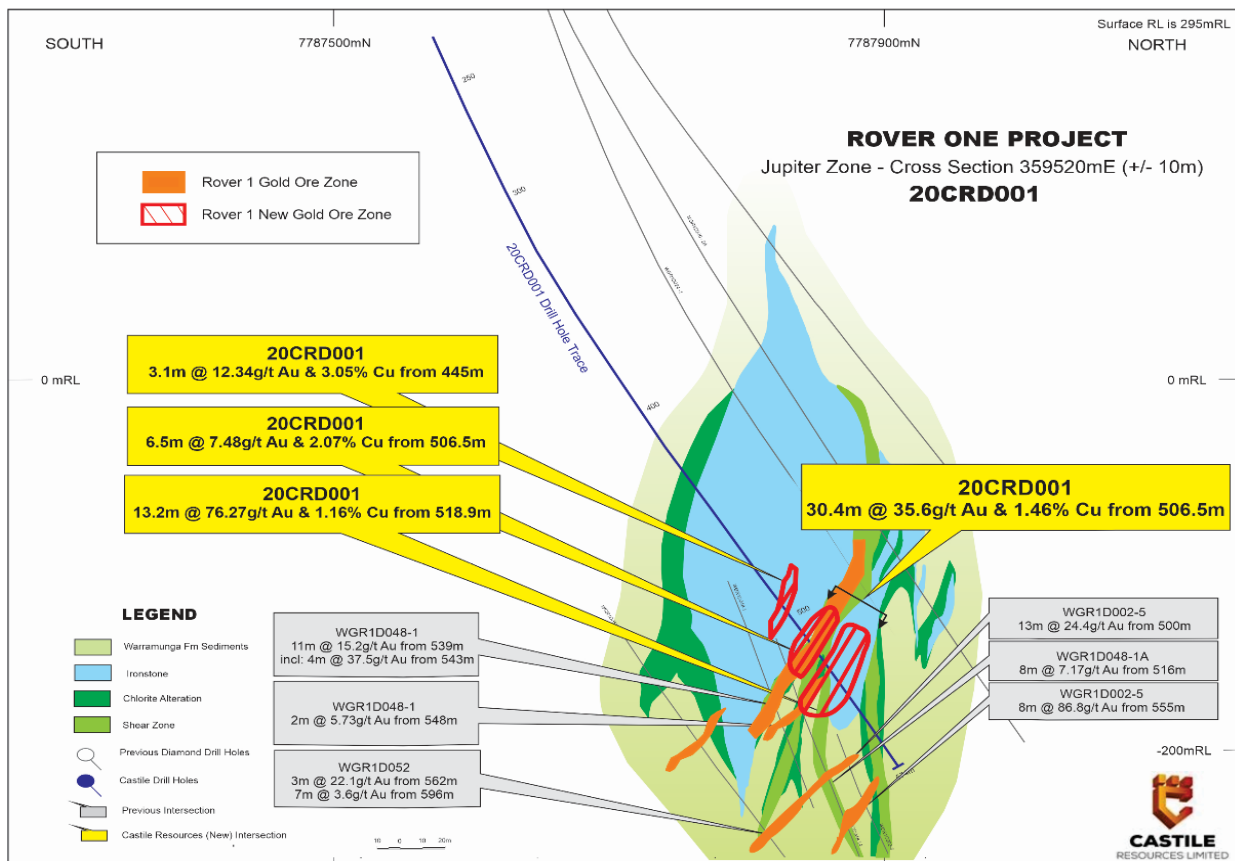 Surface RL is 295mRL
SOUTH
7787500mN
7787900mN
NORTH
250
ROVER ONE PROJECT
Jupiter Zone - Cross Section 359520mE (+/- 10m)
20CRD001
Rover 1 Gold Ore Zone
Rover 1 New Gold Ore Zone
300
20CRD001 Drill Hole Trace
0 mRL
0 mRL
400
20CRD001
3.1m @ 12.34g/t Au & 3.05% Cu from 445m
20CRD001
6.5m @ 7.48g/t Au & 2.07% Cu from 506.5m
20CRD001
13.2m @ 76.27g/t Au & 1.16% Cu from 518.9m
20CRD001
30.4m @ 35.6g/t Au & 1.46% Cu from 506.5m
500
LEGEND
Warramunga Fm Sediments
Ironstone
Chlorite Alteration
Shear Zone
Previous Diamond Drill Holes
Castile Drill Holes
Previous Intersection
Castile Resources (New) Intersection
WGR1D048-1
11m @ 15.2g/t Au from 539m
incl: 4m @ 37.5g/t Au from 543m
WGR1D048-1
2m @ 5.73g/t Au from 548m
WGR1D052
3m @ 22.1g/t Au from 562m
7m @ 3.6g/t Au from 596m
WGR1D002-5
13m @ 24.4g/t Au from 500m
WGR1D048-1A
8m @ 7.17g/t Au from 516m
WGR1D002-5
8m @ 86.8g/t Au from 555m
-200mRL
10 0 10 20m
CASTILE
RESOURCES LIMITED